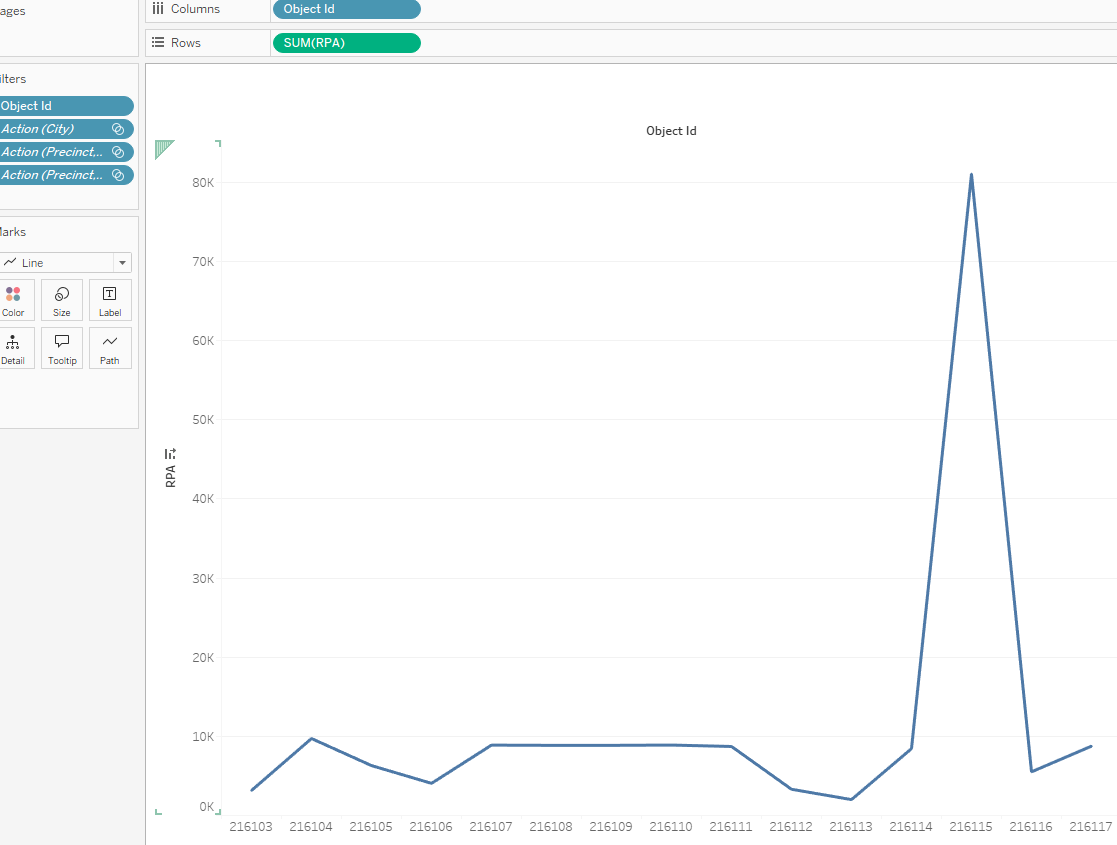 ages
Columns
Object Id
Rows
SUM(RPA)
ilters
Object Id
Action (City)
Action (Precinct,..
Action (Precinct,..
Marks
Line
Color
Size
Label
Detail
Tooltip
Path
Object Id
80K
70K
60K
50K
40K
30K
20K
10K
0K
RPA
216103 216104 216105 216106 216107 216108 216109 216110 216111 216112 216113 216114 216115 216116 216117